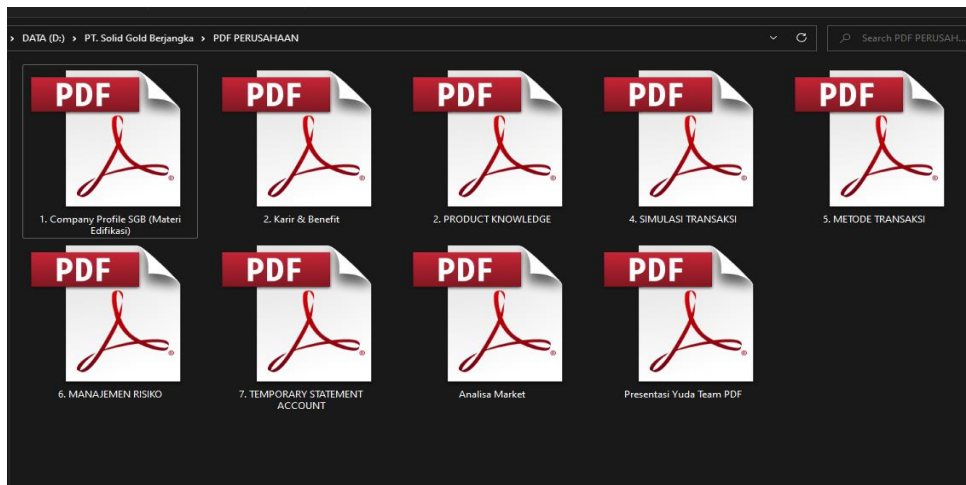 DATA (D:) › PT. Solid Gold Berjangka › PDF PERUSAHAAN
Search PDF PERUSAH...
PDF
PDF
PDF
PDF
PDF
1. Company Profile SGB (Materi
Edifikasi)
2. Karir & Benefit
2. PRODUCT KNOWLEDGE
4. SIMULASI TRANSAKSI
5. METODE TRANSAKSI
PDF
PDF
PDF
PDF
6. MANAJEMEN RISIKO
7. TEMPORARY STATEMENT
ACCOUNT
Analisa Market
Presentasi Yuda Team PDF